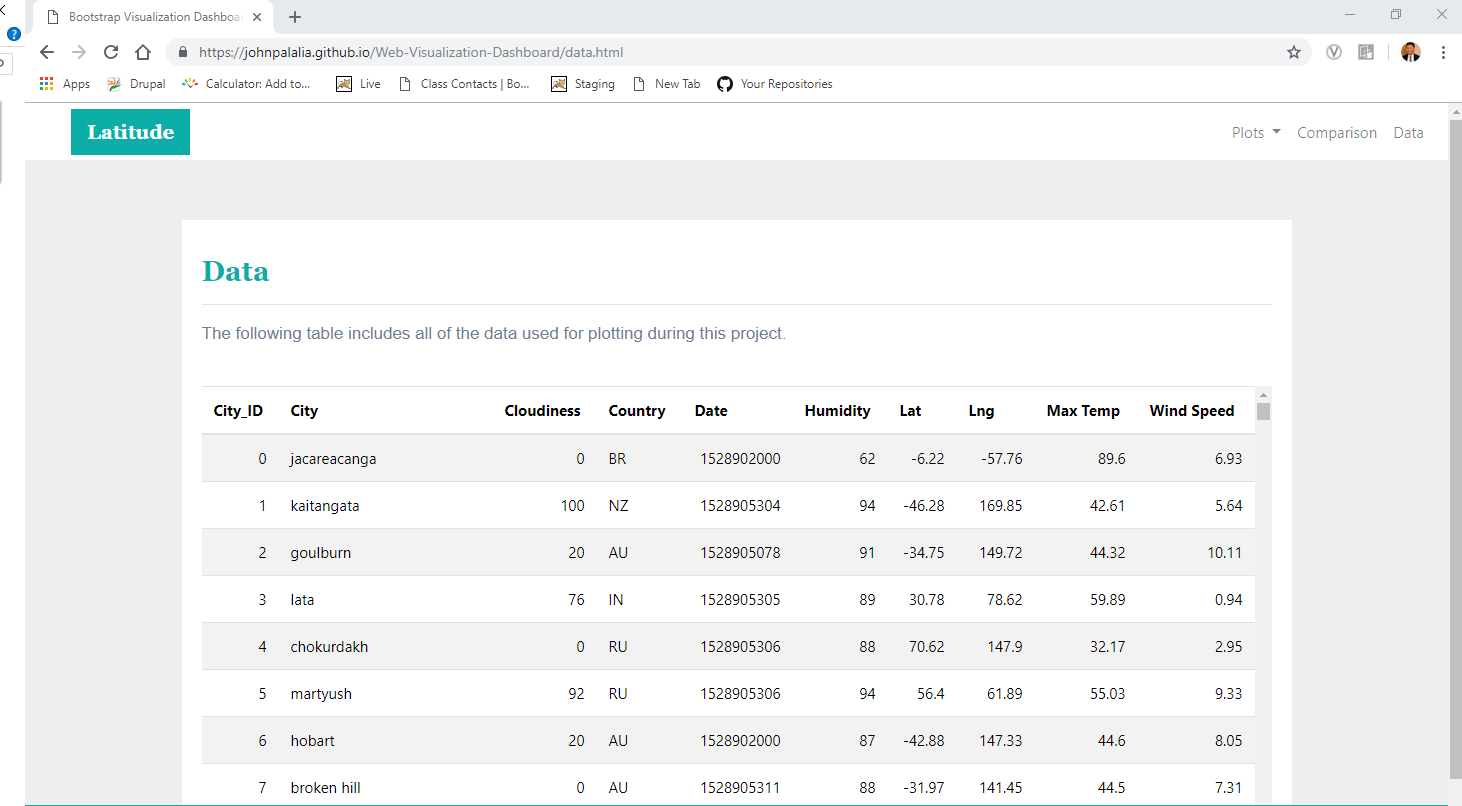 Bootstrap Visualization Dashboar
https://johnpalalia.github.io/Web-Visualization-Dashboard/data.html
Apps Drupal Calculator: Add to... Live Class Contacts | Bo... Staging New Tab Your Repositories
Latitude Plots Comparison Data
Data
The following table includes all of the data used for plotting during this project.
City_ID City Cloudiness Country Date Humidity Lat Lng Max Temp Wind Speed
0 jacareacanga 0 BR 1528902000 62 -6.22 -57.76 89.6 6.93
1 kaitangata 100 NZ 1528905304 94 -46.28 169.85 42.61 5.64
2 goulburn 20 AU 1528905078 91 -34.75 149.72 44.32 10.11
3 lata 76 IN 1528905305 89 30.78 78.62 59.89 0.94
4 chokurdakh 0 RU 1528905306 88 70.62 147.9 32.17 2.95
5 martyush 92 RU 1528905306 94 56.4 61.89 55.03 9.33
6 hobart 20 AU 1528902000 87 -42.88 147.33 44.6 8.05
7 broken hill 0 AU 1528905311 88 -31.97 141.45 44.5 7.31